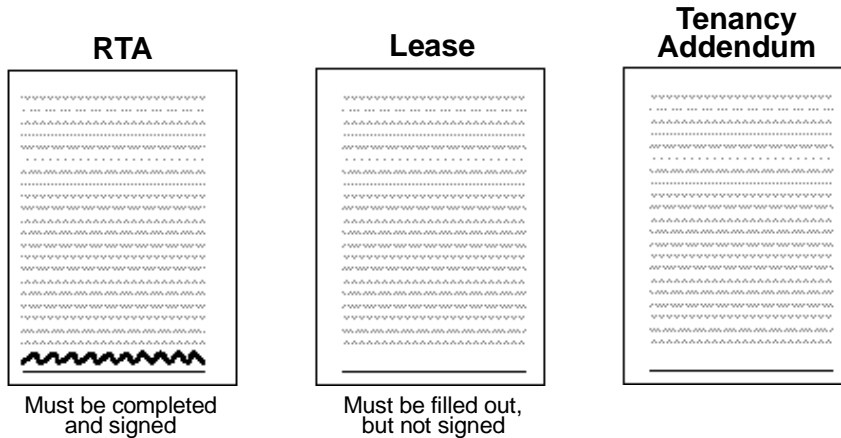 RTA
Must be completed
and signed
Lease
Must be filled out,
but not signed
Tenancy
Addendum